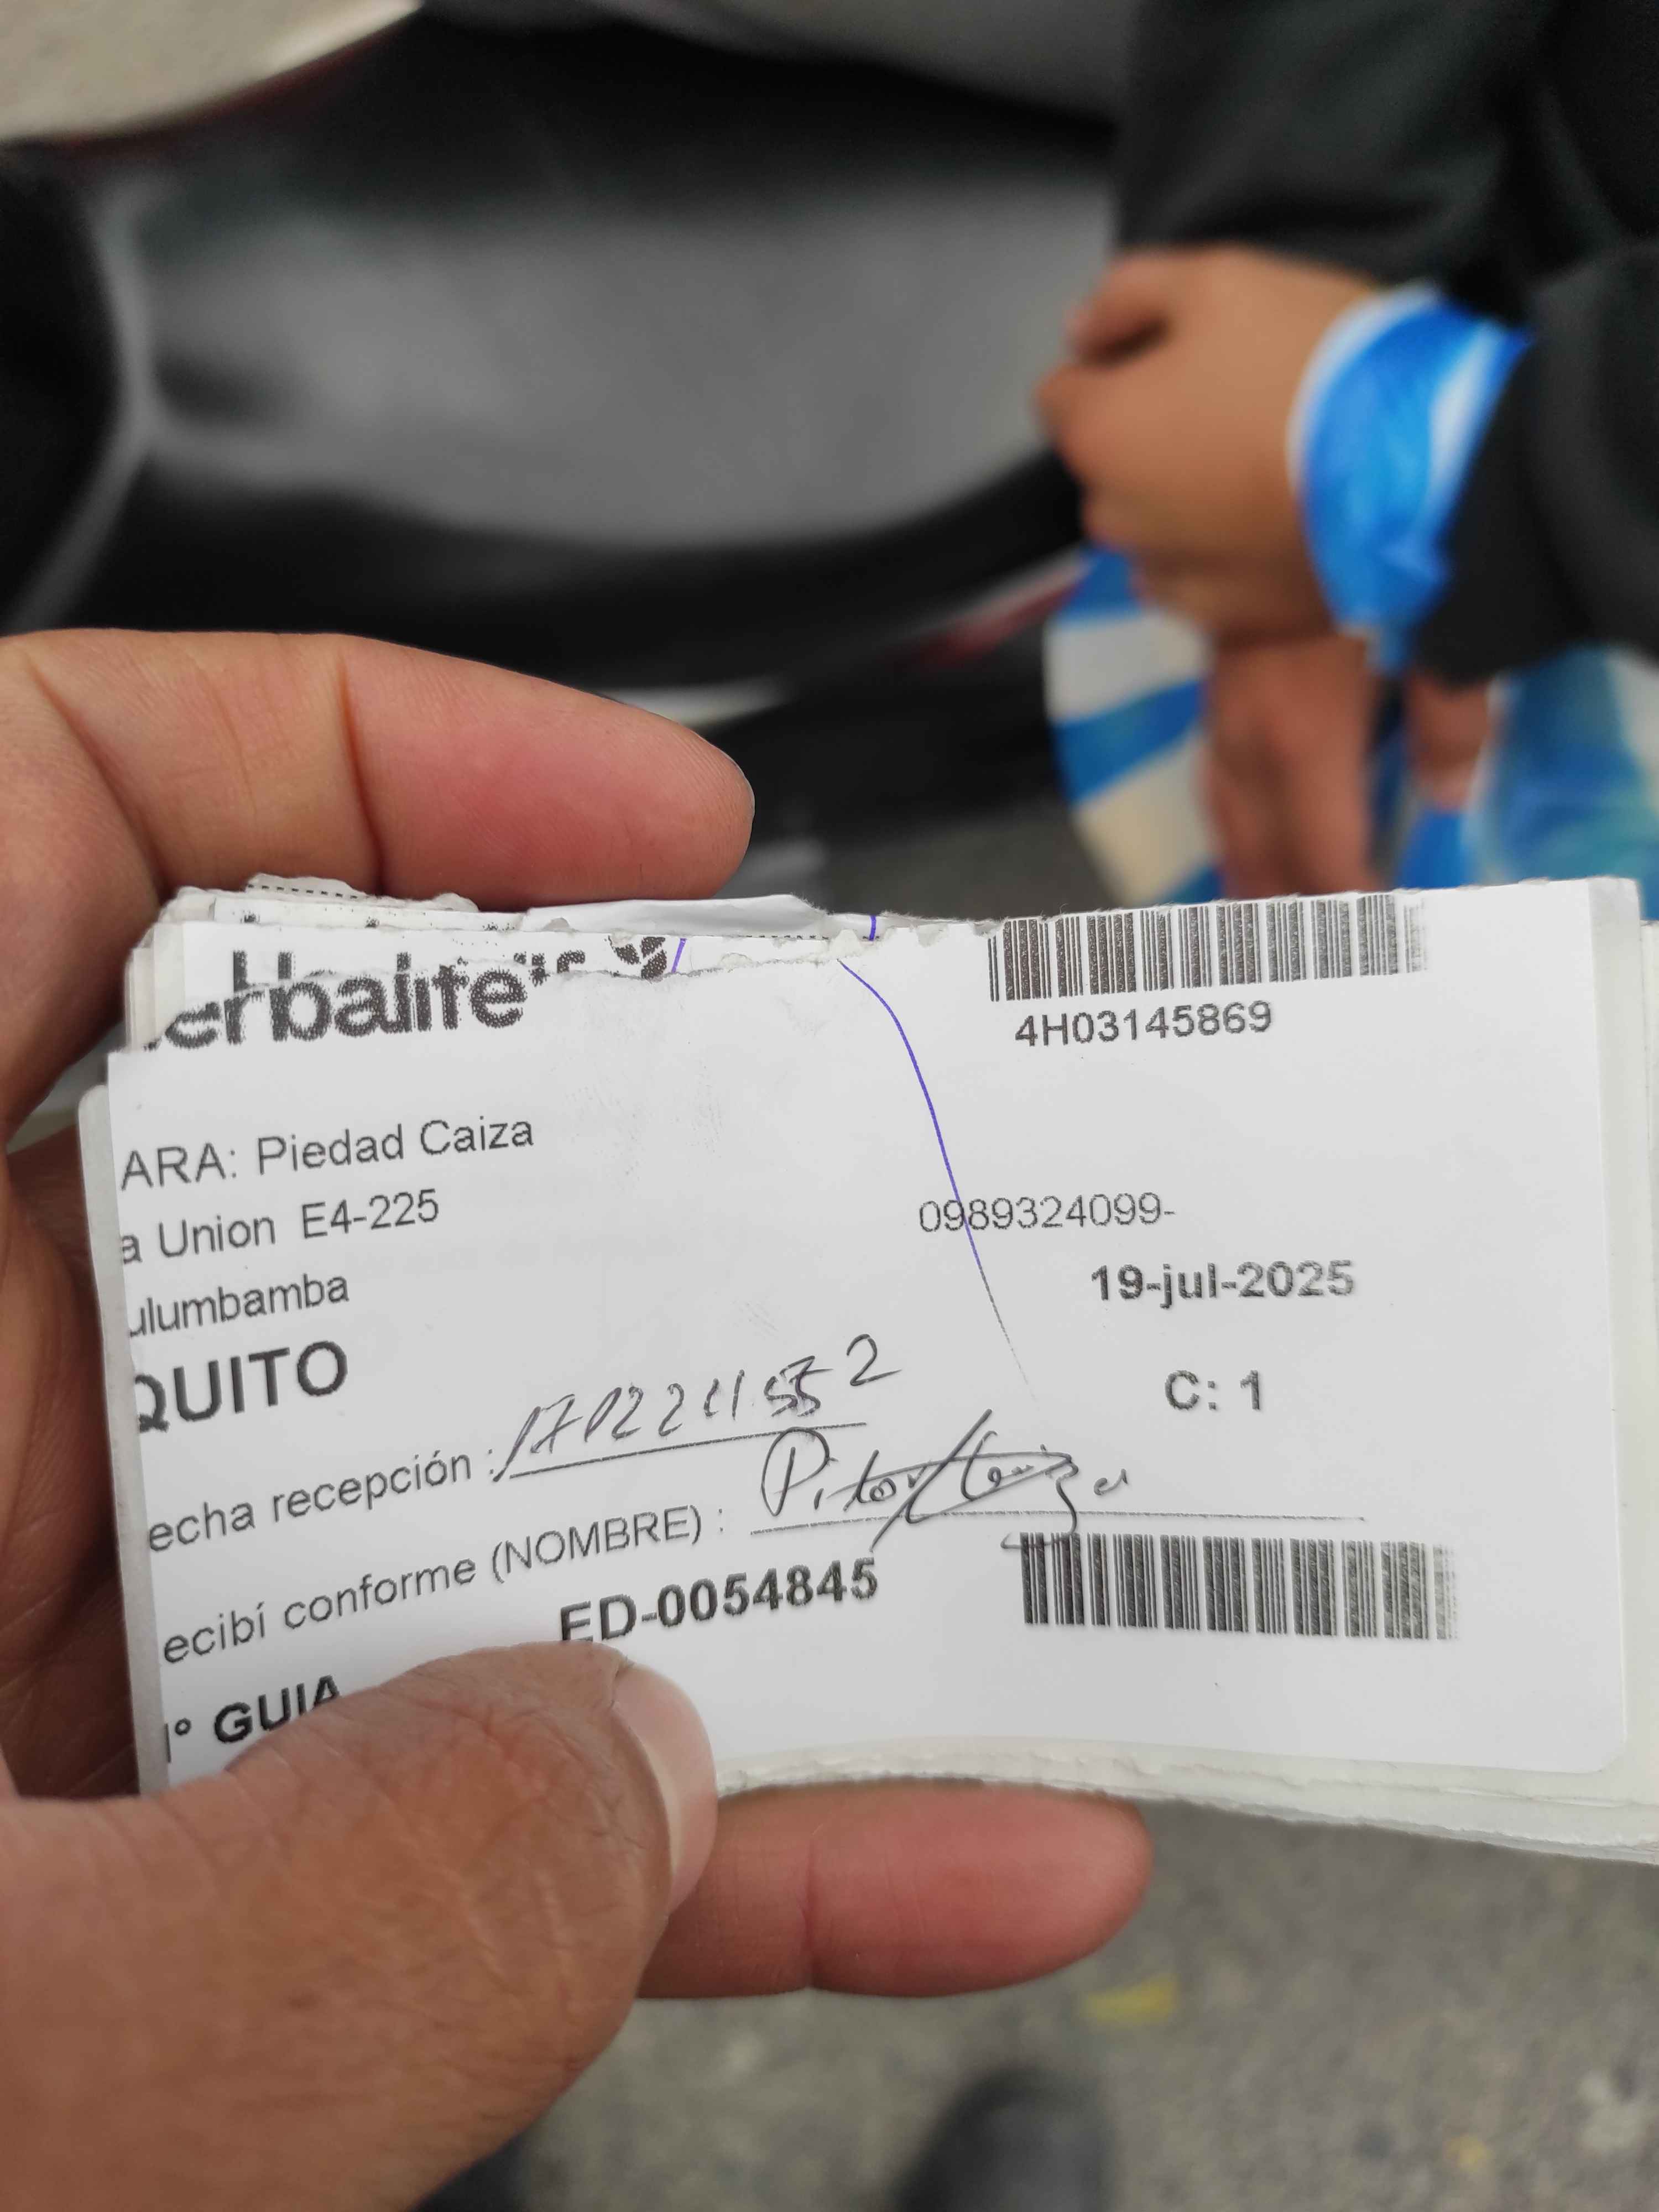 erbalife
4H03145869
ARA: Piedad Caiza
a Union E4-225
0989324099-
ulumbamba
19-jul-2025
QUITO
C: 1
echa recepción :
ecibí conforme (NOMBRE) :
ED-0054845
° GUIA